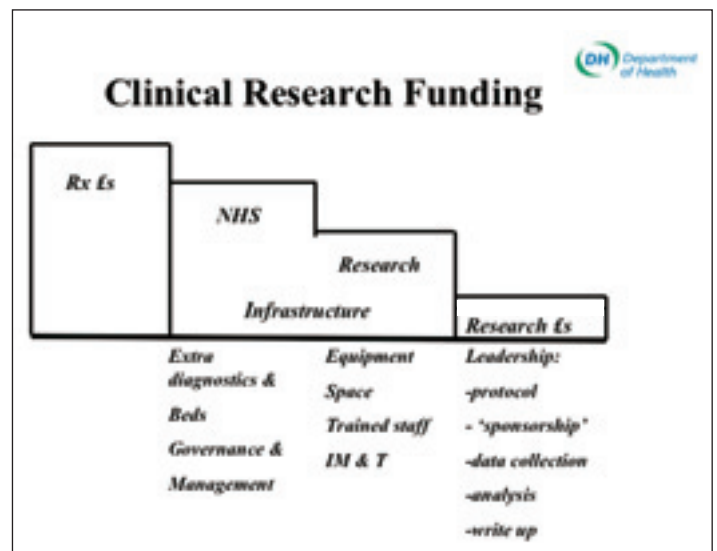 DH Department
of Health
Clinical Research Funding
Rx £s
NHS
Research
Infrastructure
Research £s
Extra
diagnostics &
Beds
Governance &
Management
Equipment
Space
Trained staff
IM & T
Leadership:
-protocol
- ‘sponsorship’
-data collection
-analysis
-write up